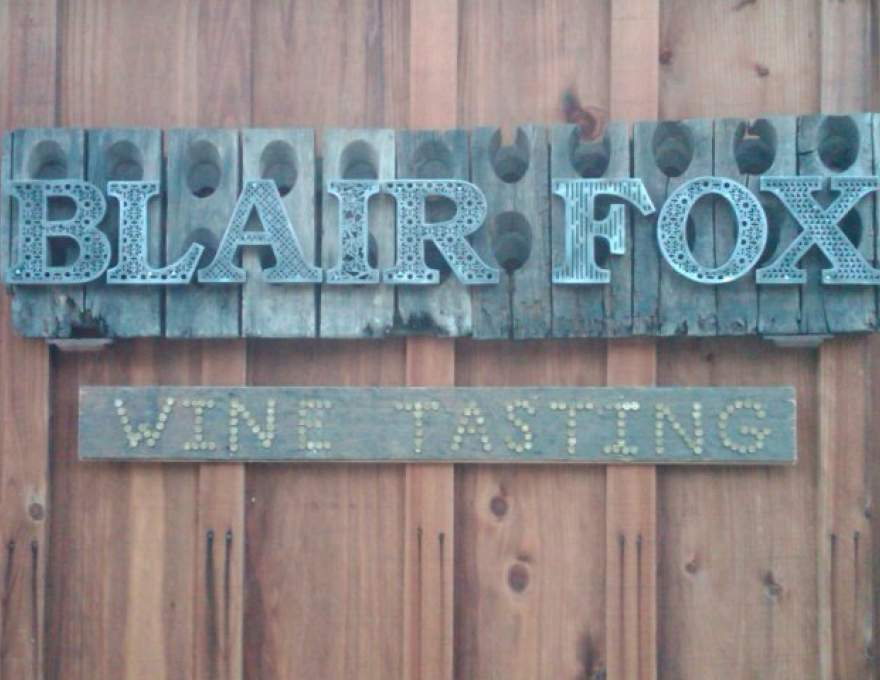 BLAIR FOX
WINE TASTING